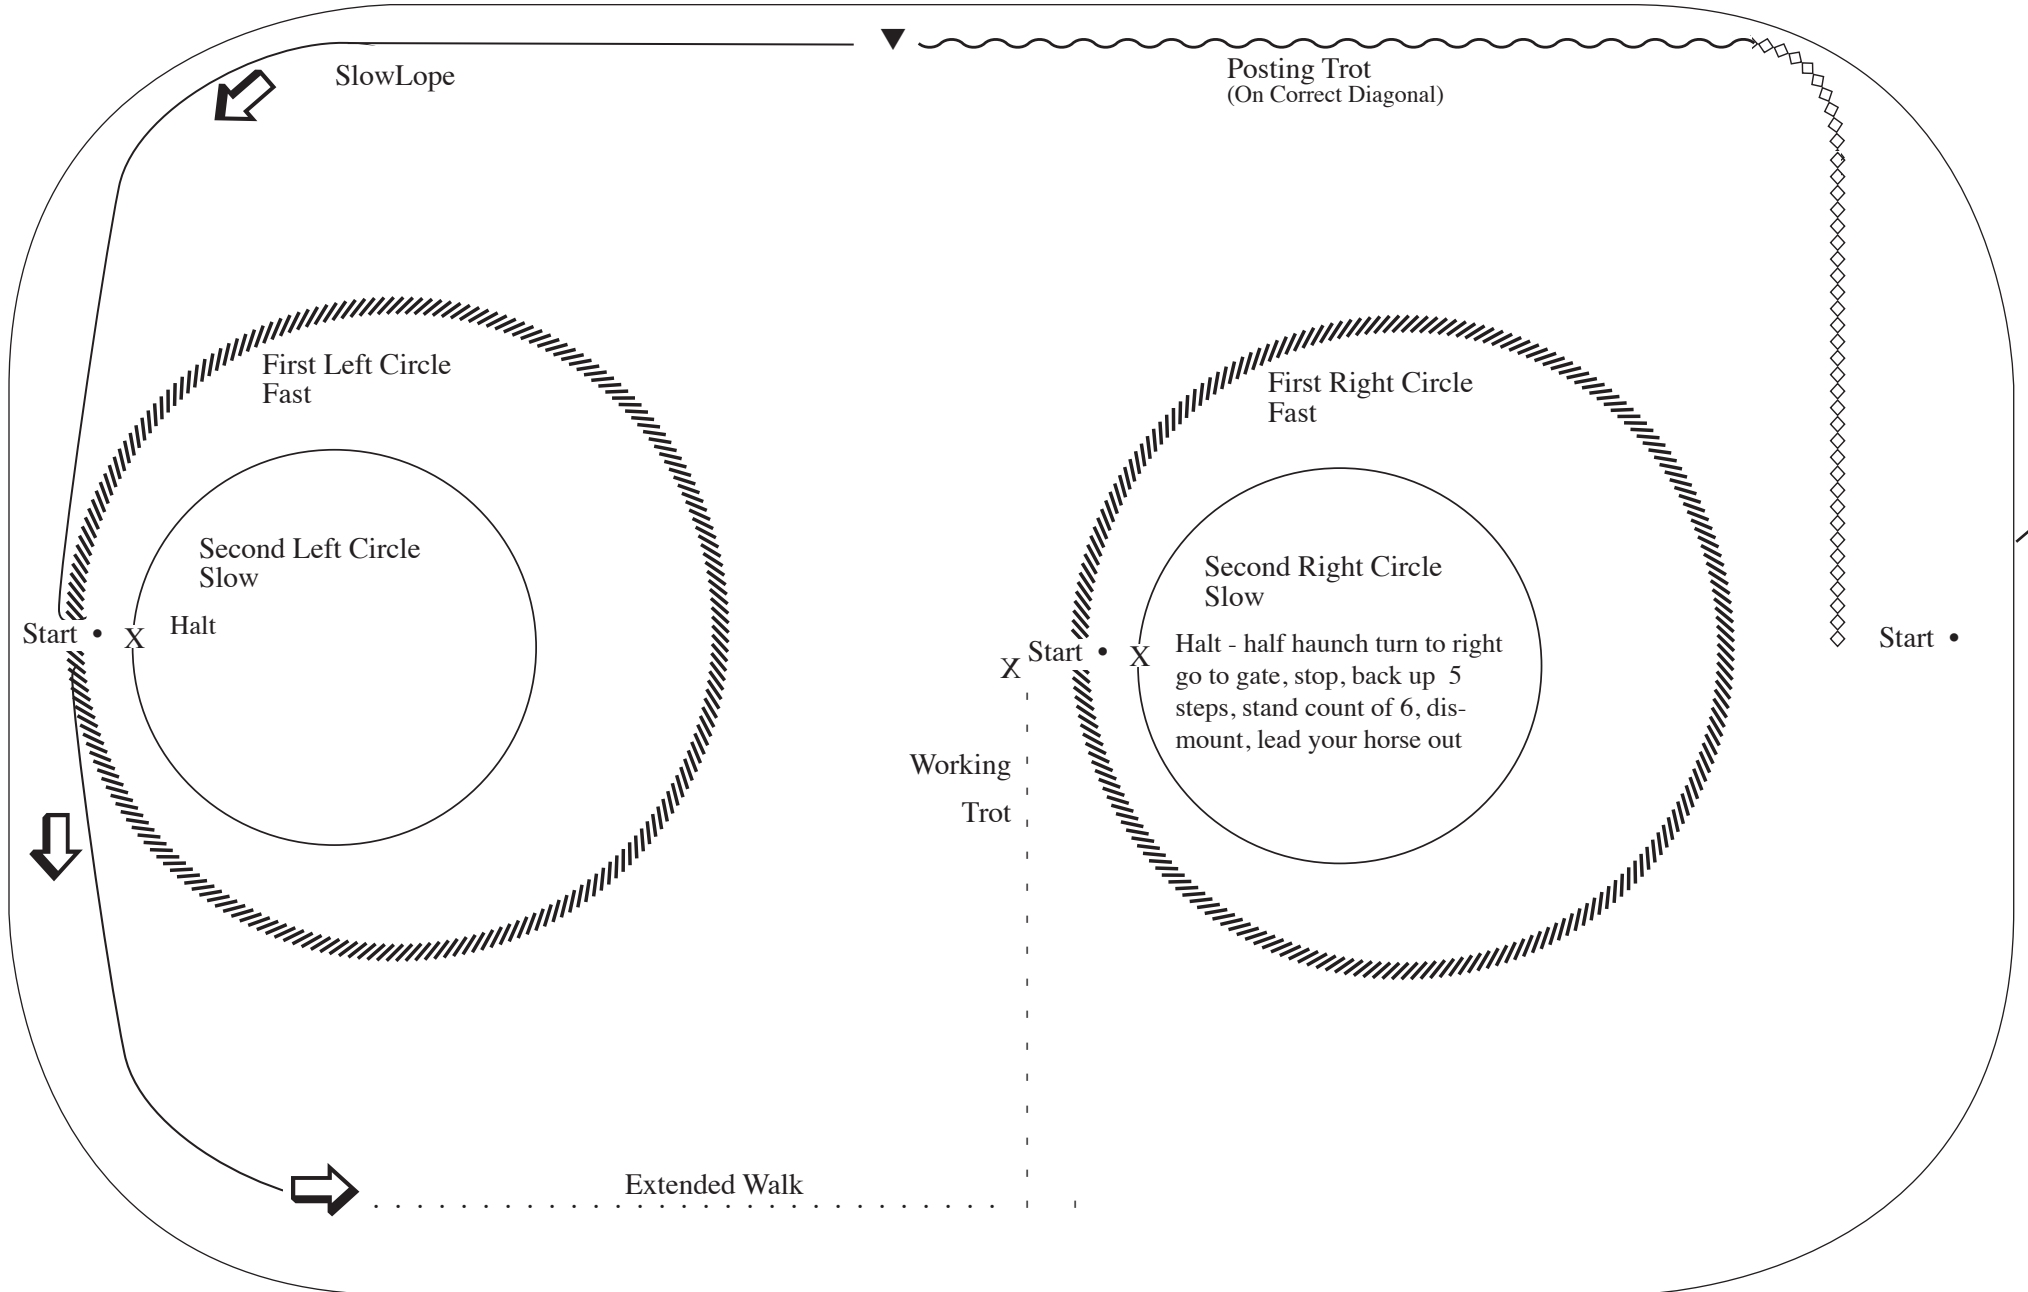 SlowLope
Posting Trot
(On Correct Diagonal)
First Left Circle
Fast
First Right Circle
Fast
Second Left Circle
Slow
Second Right Circle
Slow
Start •
X
Halt
X
Start •
X
Halt - half haunch turn to right
go to gate, stop, back up 5
steps, stand count of 6, dis-
mount, lead your horse out
Start •
Working
Trot
Extended Walk